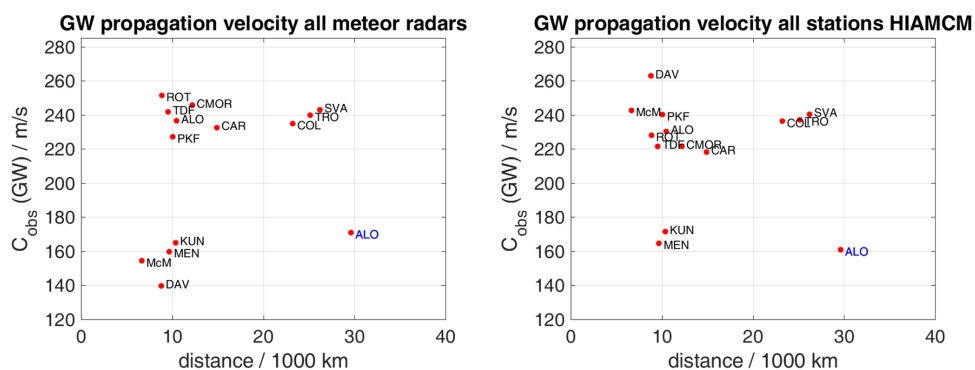 GW propagation velocity all meteor radars
C_obs (GW) / m/s
280
260
240
220
200
180
160
140
120
ROT
CMOR
TDF
ALO
CAR
PKF
SVA
TRO
COL
KUN
MEN
McM
DAV
ALO
0 10 20 30 40
distance / 1000 km
GW propagation velocity all stations HIAMCM
C_obs (GW) / m/s
280
260
240
220
200
180
160
140
120
DAV
McM
PKF
ALO
ROT
TDF
CMOR
CAR
SVA
COL
TRO
KUN
MEN
ALO
0 10 20 30 40
distance / 1000 km